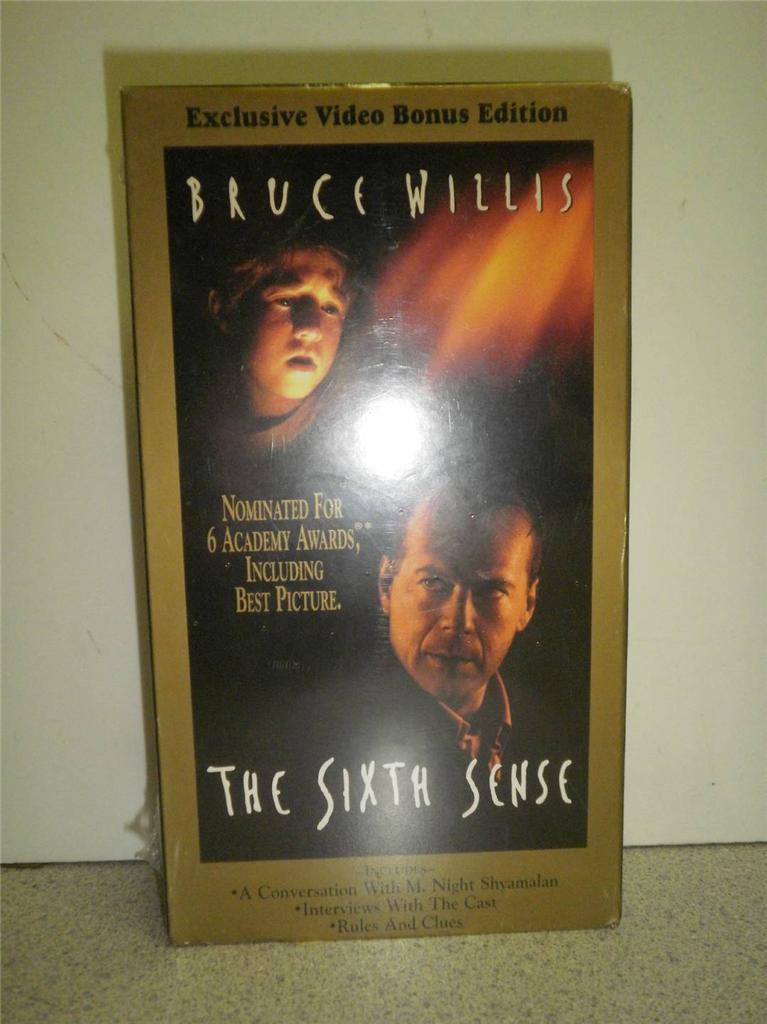 Exclusive Video Bonus Edition
BRUCE WILLIS
NOMINATED FOR
6 ACADEMY AWARDS,**
INCLUDING
BEST PICTURE.
THE SIXTH SENSE
~INCLUDES~
•A Conversation With M. Night Shyamalan
•Interviews With The Cast
•Rules And Clues